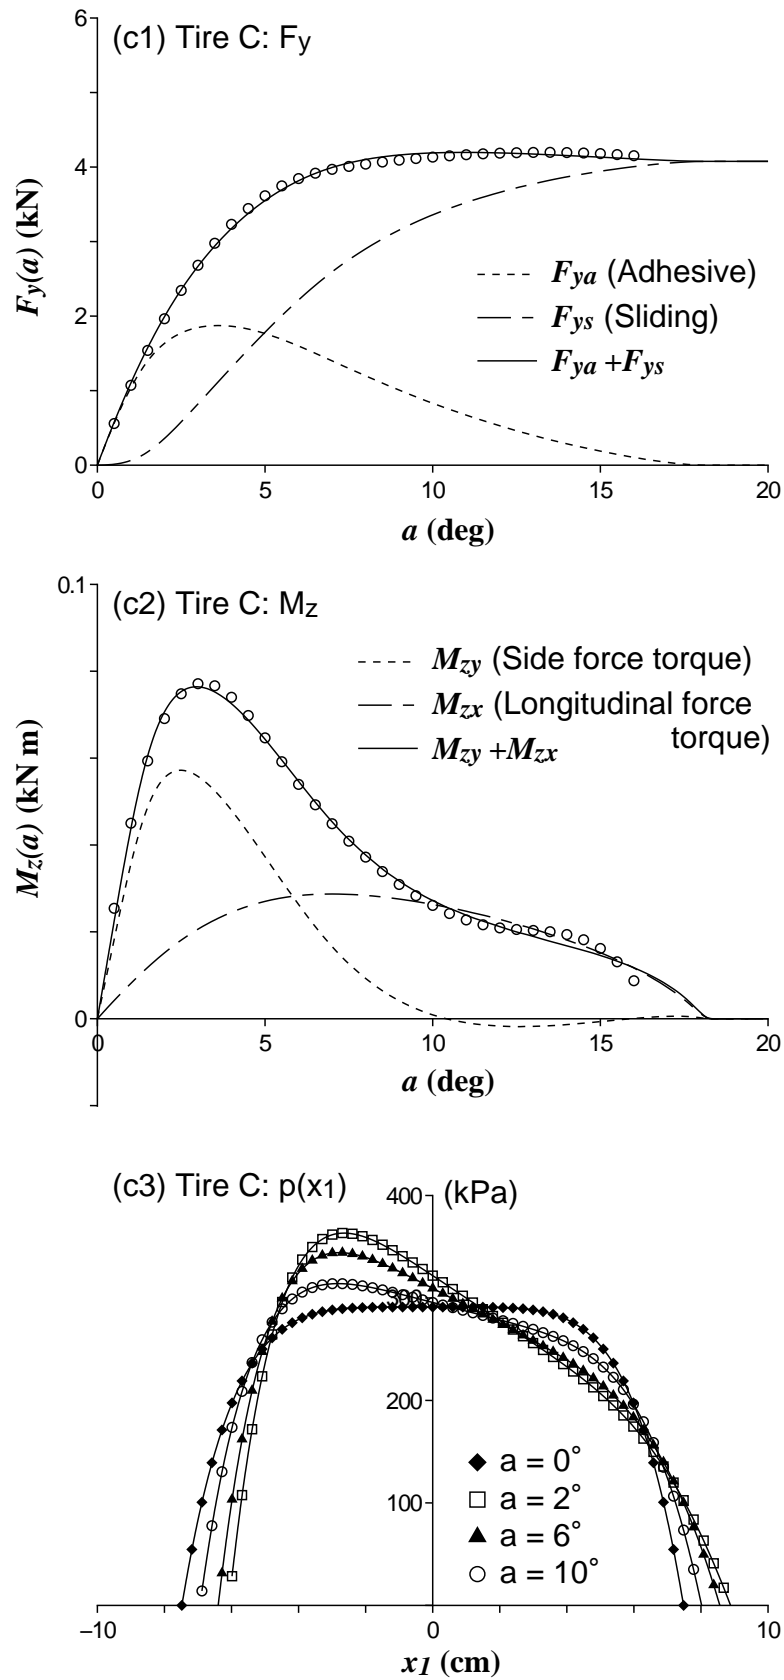 6
(c1) Tire C: Fy
4
Fy(a) (kN)
Fya (Adhesive)
2
Fys (Sliding)
Fya +Fys
0
0 5 10 15 20
a (deg)
0.1
(c2) Tire C: Mz
Mzy (Side force torque)
Mzx (Longitudinal force
torque)
Mzy +Mzx
Mz(a) (kN m)
0
0 5 10 15 20
a (deg)
(c3) Tire C: p(x1)
400 (kPa)
200
a = 0°
a = 2°
100
a = 6°
a = 10°
−10 0 10
x1 (cm)